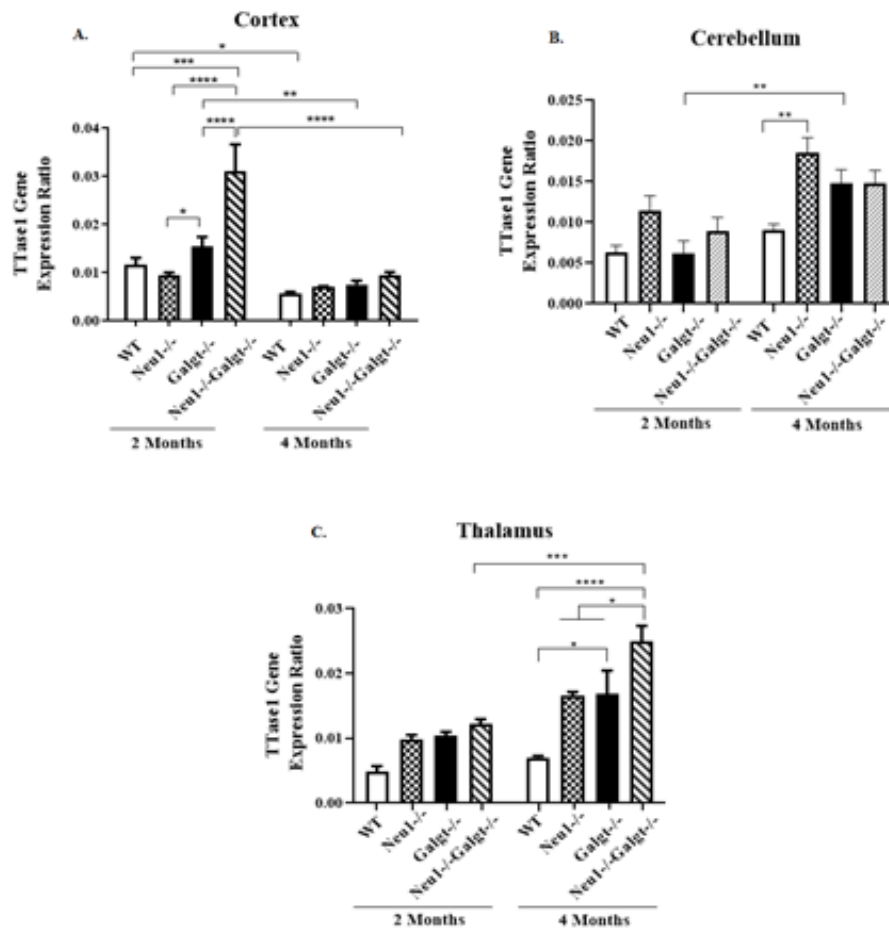 A.
Cortex
*
***
****
**
****
****
*
TTase1 Gene
Expression Ratio
0.04
0.03
0.02
0.01
0.00
WT
Neu1-/-
Galgt-/-
Neu1-/-Galgt-/-
WT
Neu1-/-
Galgt-/-
Neu1-/-Galgt-/-
2 Months
4 Months
B.
Cerebellum
**
**
TTase1 Gene
Expression Ratio
0.025
0.020
0.015
0.010
0.005
0.000
WT
Neu1-/-
Galgt-/-
Neu1-/-Galgt-/-
WT
Neu1-/-
Galgt-/-
Neu1-/-Galgt-/-
2 Months
4 Months
C.
Thalamus
***
****
*
*
TTase1 Gene
Expression Ratio
0.03
0.02
0.01
0.00
WT
Neu1-/-
Galgt-/-
Neu1-/-Galgt-/-
WT
Neu1-/-
Galgt-/-
Neu1-/-Galgt-/-
2 Months
4 Months